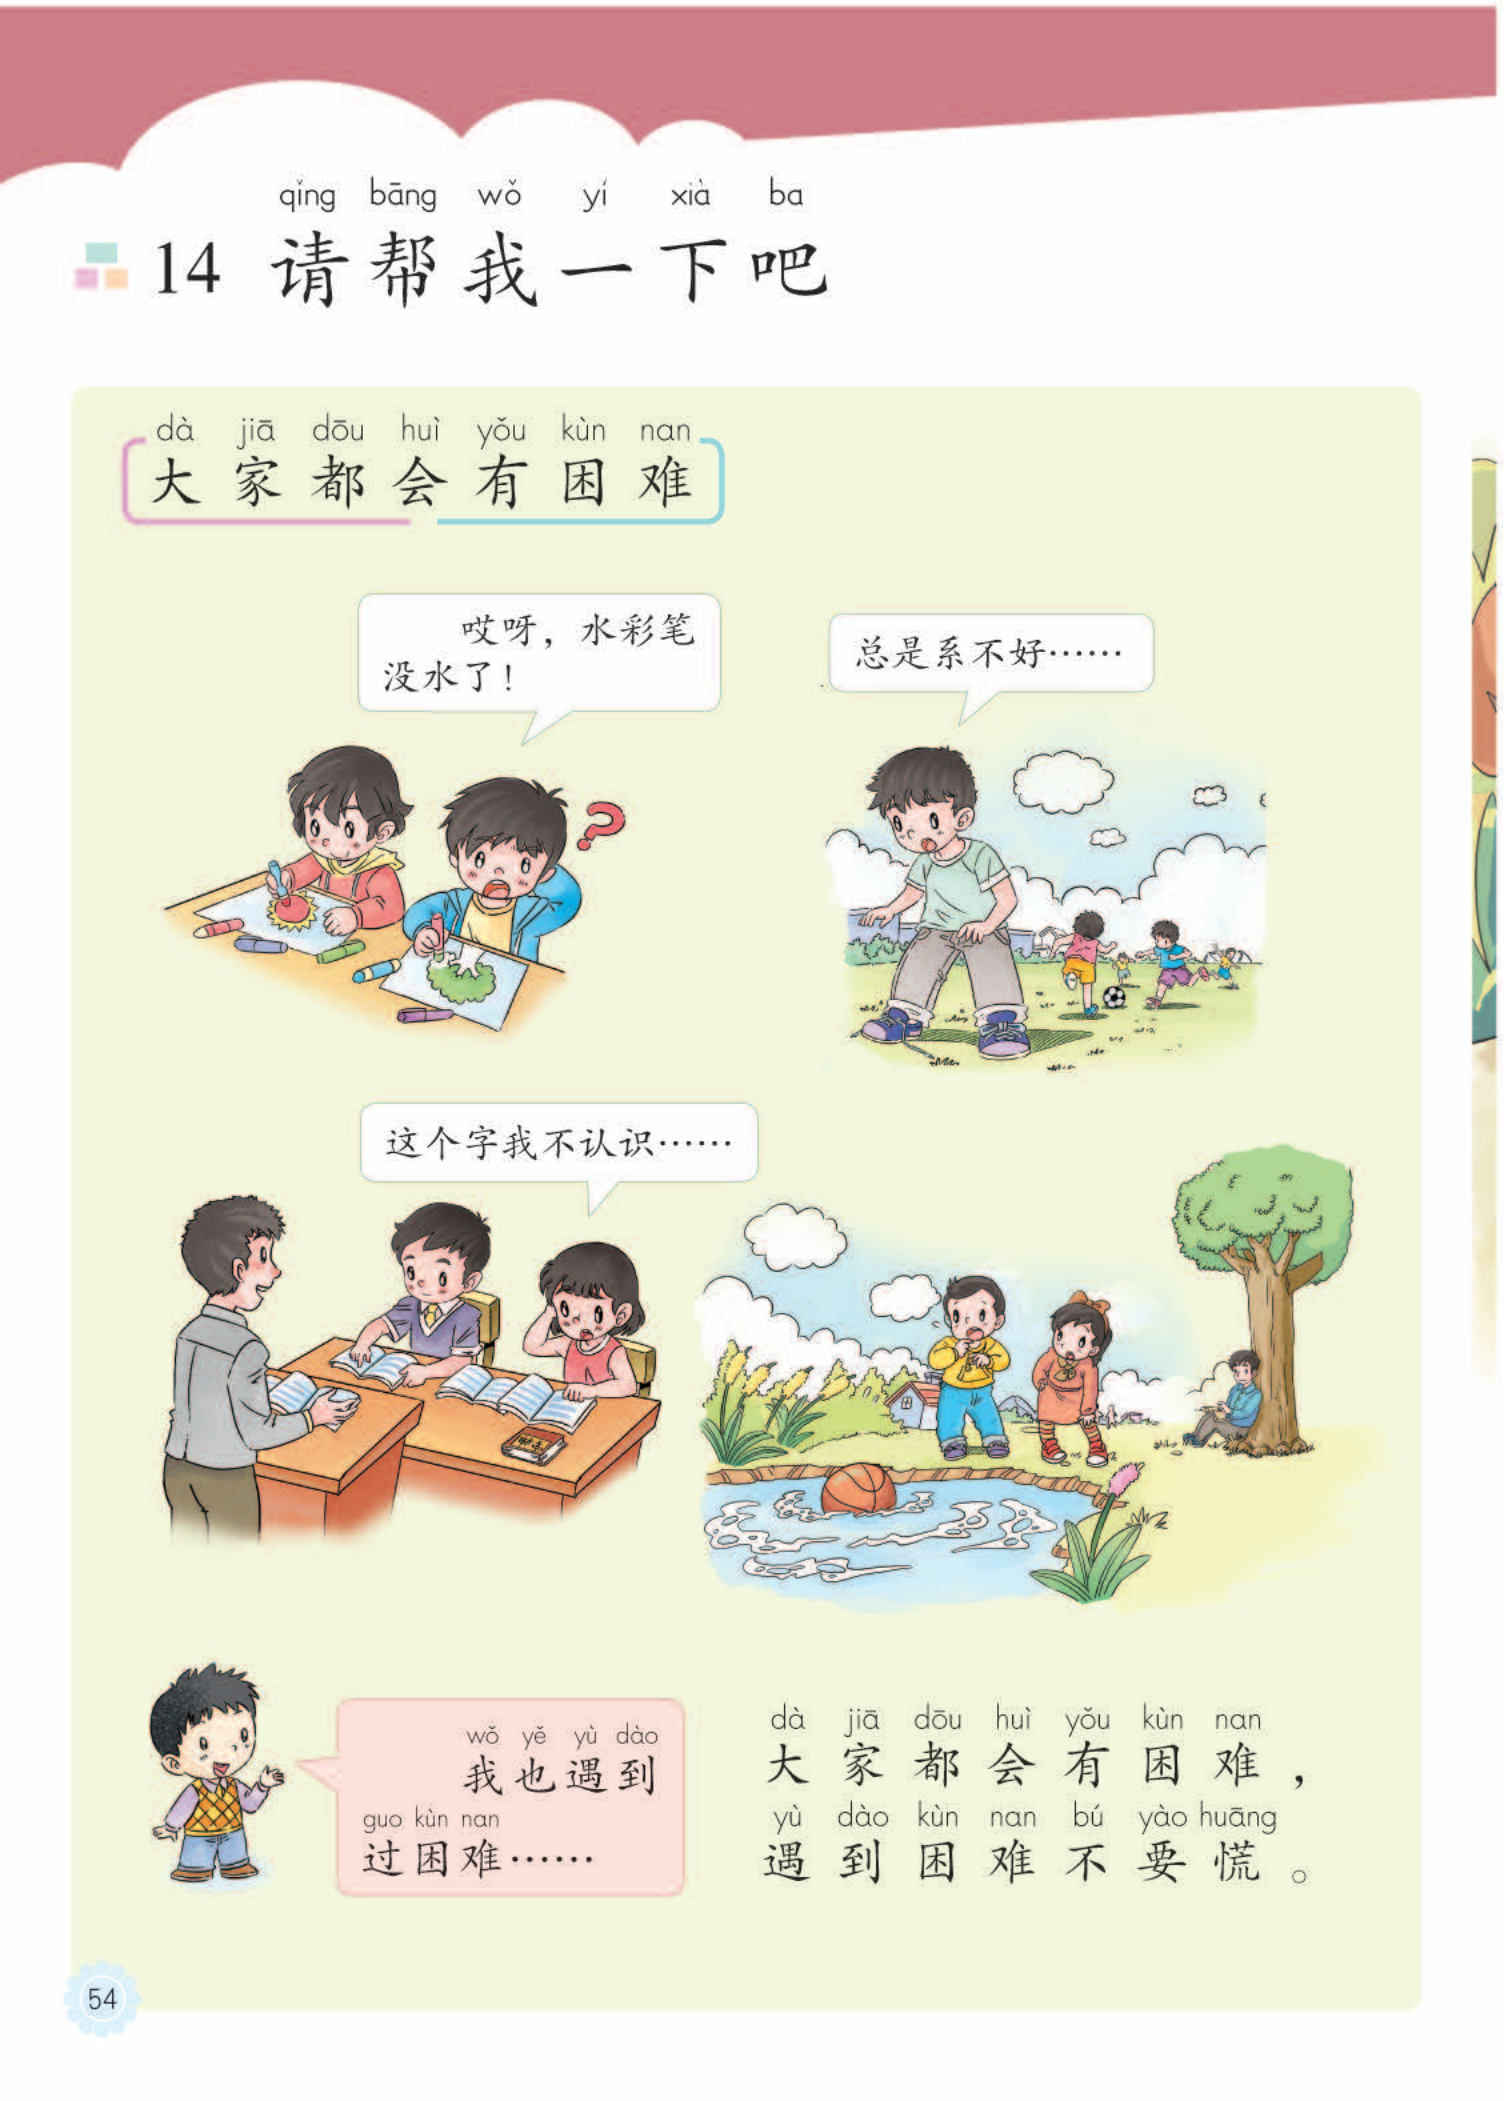 qǐng bāng wǒ yí xià ba
14 请帮我一下吧
dà jiā dōu huì yǒu kùn nan
大家都会有困难
哎呀，水彩笔
没水了！
总是系不好……
这个字我不认识……
wǒ yě yù dào
我也遇到
guo kùn nan
过困难……
dà jiā dōu huì yǒu kùn nan
大家都会有困难，
yù dào kùn nan bú yào huāng
遇到困难不要慌。
54